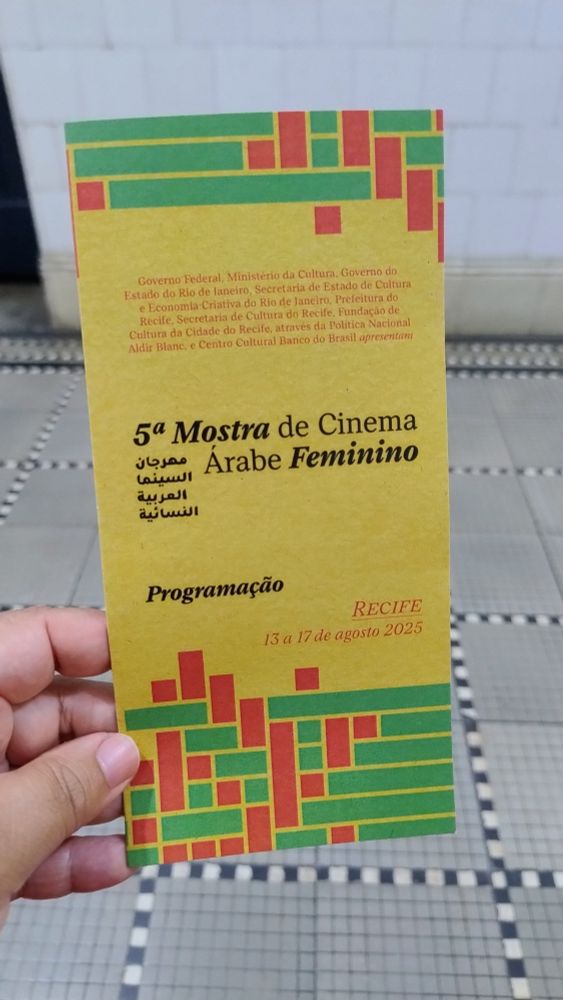 Governo Federal, Ministério da Cultura, Governo do
Estado do Rio de Janeiro, Secretaria de Estado de Cultura
e Economia Criativa do Rio de Janeiro, Prefeitura do
Recife, Secretaria de Cultura do Recife, Fundação de
Cultura da Cidade do Recife, através da Política Nacional
Aldir Blanc, e Centro Cultural Banco do Brasil apresentam
5ª Mostra de Cinema
Árabe Feminino
مهرجان
السينما
العربية
النسائية
Programação
RECIFE
13 a 17 de agosto 2025